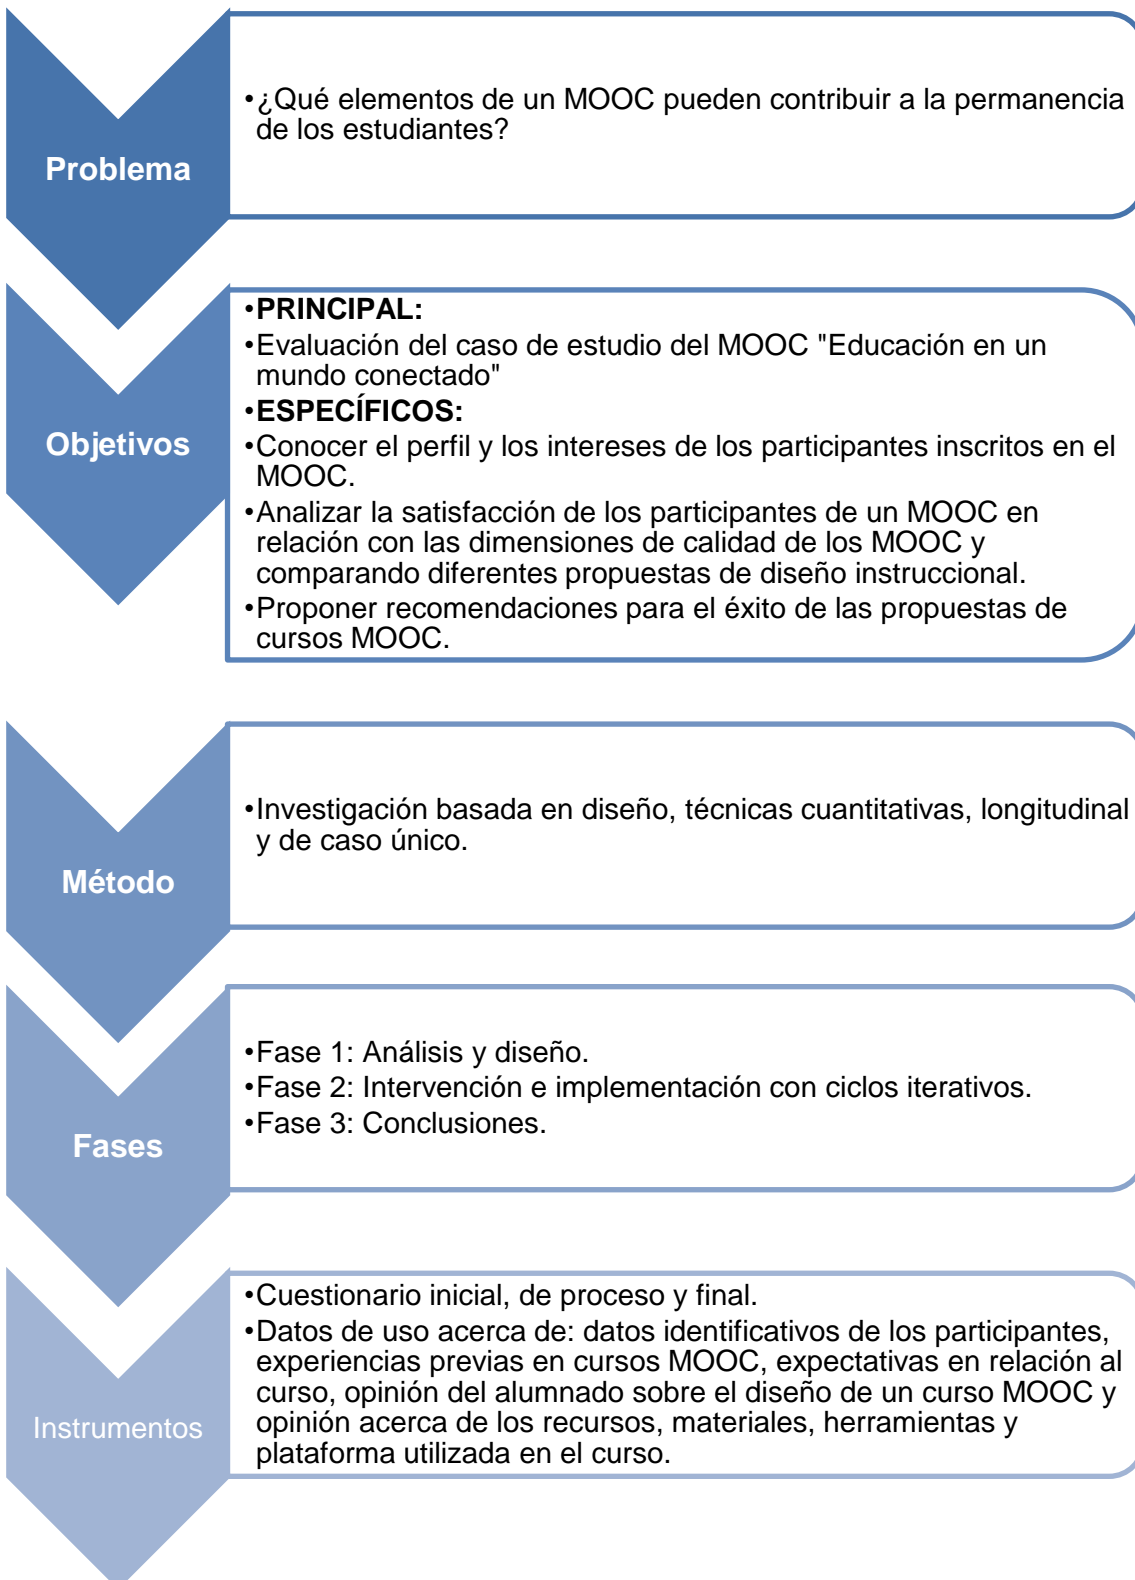 Problema
•¿Qué elementos de un MOOC pueden contribuir a la permanencia
de los estudiantes?
Objetivos
•PRINCIPAL:
•Evaluación del caso de estudio del MOOC "Educación en un
mundo conectado"
•ESPECÍFICOS:
•Conocer el perfil y los intereses de los participantes inscritos en el
MOOC.
•Analizar la satisfacción de los participantes de un MOOC en
relación con las dimensiones de calidad de los MOOC y
comparando diferentes propuestas de diseño instruccional.
•Proponer recomendaciones para el éxito de las propuestas de
cursos MOOC.
Método
•Investigación basada en diseño, técnicas cuantitativas, longitudinal
y de caso único.
Fases
•Fase 1: Análisis y diseño.
•Fase 2: Intervención e implementación con ciclos iterativos.
•Fase 3: Conclusiones.
Instrumentos
•Cuestionario inicial, de proceso y final.
•Datos de uso acerca de: datos identificativos de los participantes,
experiencias previas en cursos MOOC, expectativas en relación al
curso, opinión del alumnado sobre el diseño de un curso MOOC y
opinión acerca de los recursos, materiales, herramientas y
plataforma utilizada en el curso.